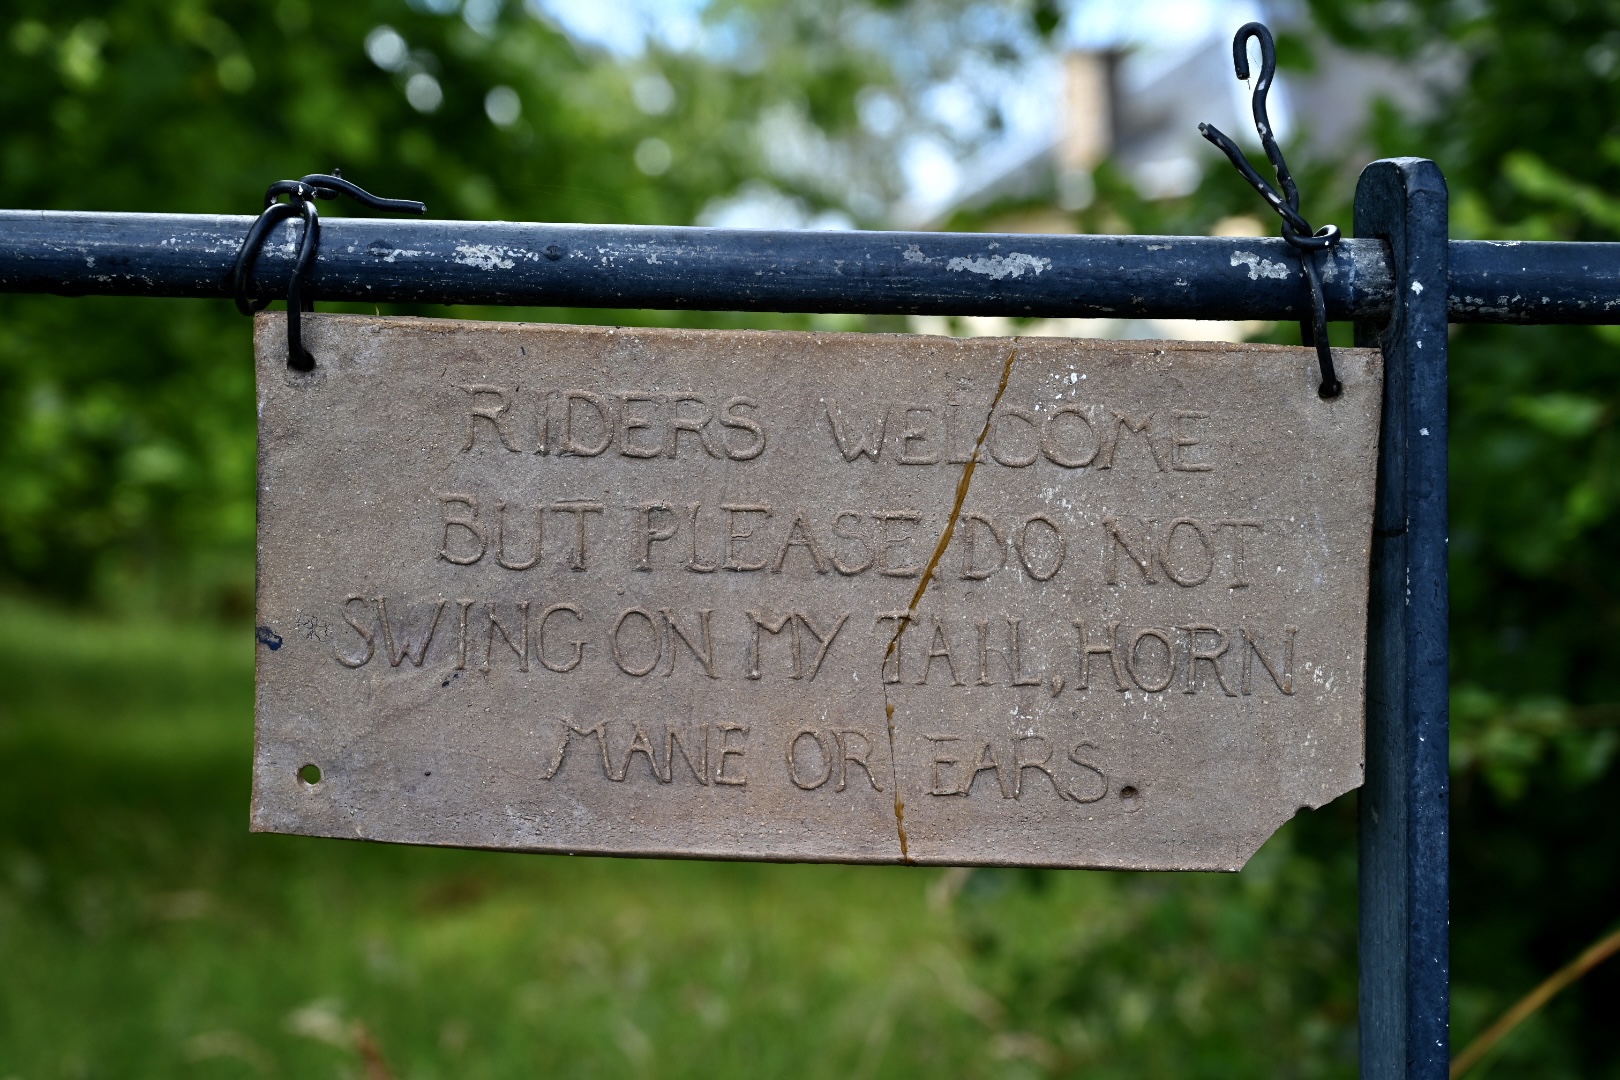 RIDERS WELCOME
BUT PLEASE DO NOT
SWING ON MY TAIL, HORN
MANE OR EARS.